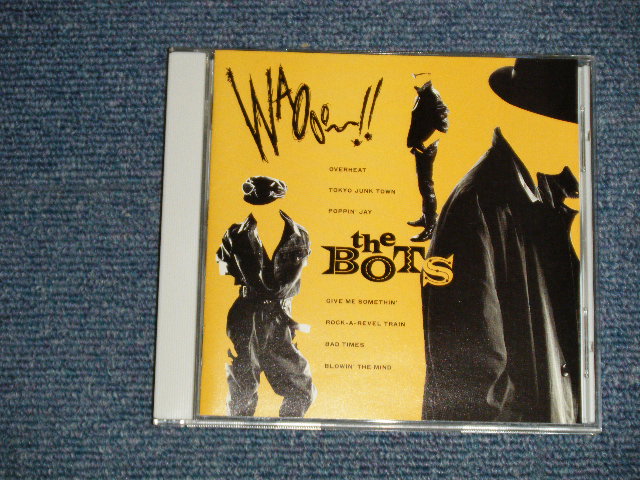 OVERHEAT
TOKYO JUNK TOWN
POPPIN' JAY
the
BOTS
GIVE ME SOMETHIN'
ROCK-A-REVEL TRAIN
BAD TIMES
BLOWIN' THE MIND